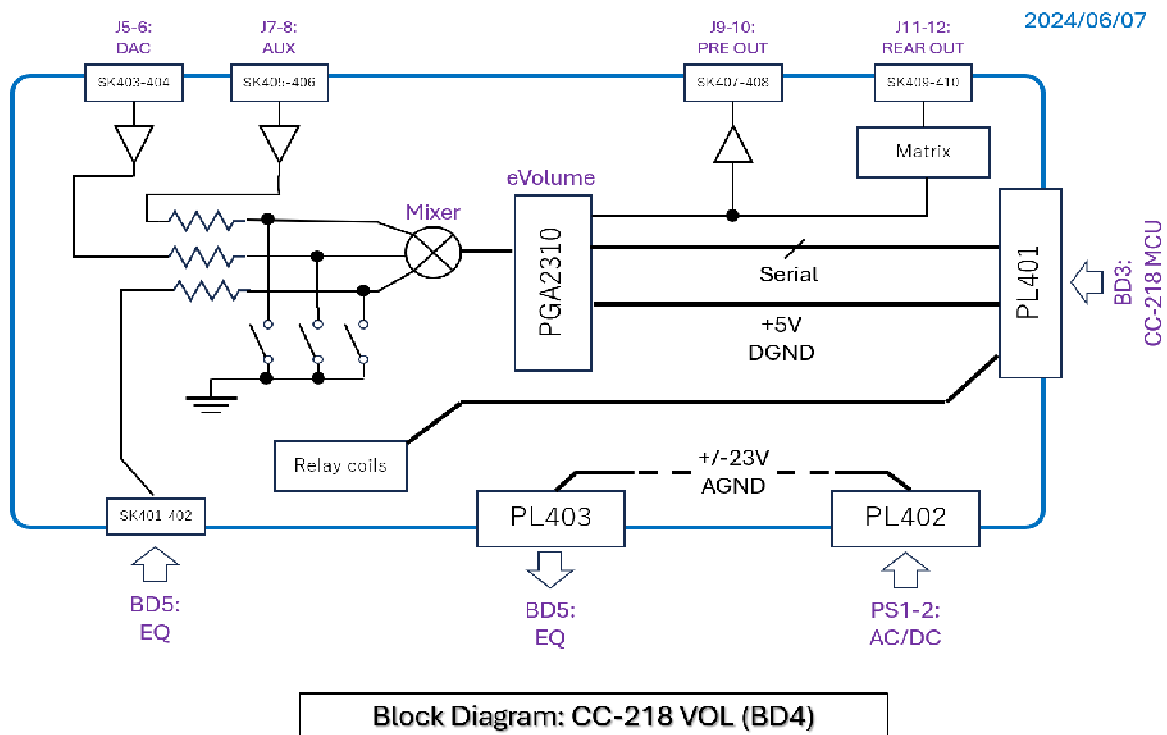 2024/06/07
J5-6:
DAC
J7-8:
AUX
J9-10:
PRE OUT
J11-12:
REAR OUT
SK403-404
SK405-406
SK407-408
SK409-410
Matrix
eVolume
Mixer
PGA2310
Serial
+5V
DGND
PL401
BD3:
CC-218 MCU
Relay coils
+/-23V
AGND
SK401-402
PL403
PL402
BD5:
EQ
BD5:
EQ
PS1-2:
AC/DC
Block Diagram: CC-218 VOL (BD4)